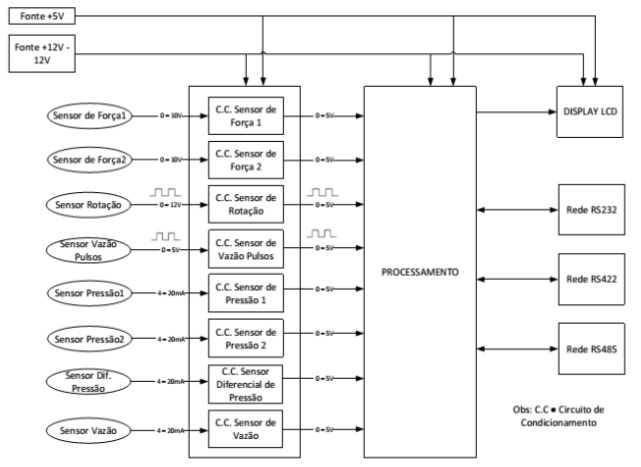 Fonte +5V
Fonte +12V -
12V
Sensor de Força1
0 = 10V
C.C. Sensor de
Força 1
0 = 5V
DISPLAY LCD
Sensor de Força2
0 = 10V
C.C. Sensor de
Força 2
0 = 5V
Sensor Rotação
0 = 12V
C.C. Sensor de
Rotação
0 = 5V
Rede RS232
Sensor Vazão
Pulsos
0 = 5V
C.C. Sensor de
Vazão Pulsos
0 = 5V
PROCESSAMENTO
Rede RS422
Sensor Pressão1
4 = 20mA
C.C. Sensor de
Pressão 1
0 = 5V
Sensor Pressão2
4 = 20mA
C.C. Sensor de
Pressão 2
0 = 5V
Rede RS485
Sensor Dif.
Pressão
4 = 20mA
C.C. Sensor
Diferencial de
Pressão
0 = 5V
Sensor Vazão
4 = 20mA
C.C. Sensor de
Vazão
0 = 5V
Obs: C.C = Circuito de
Condicionamento